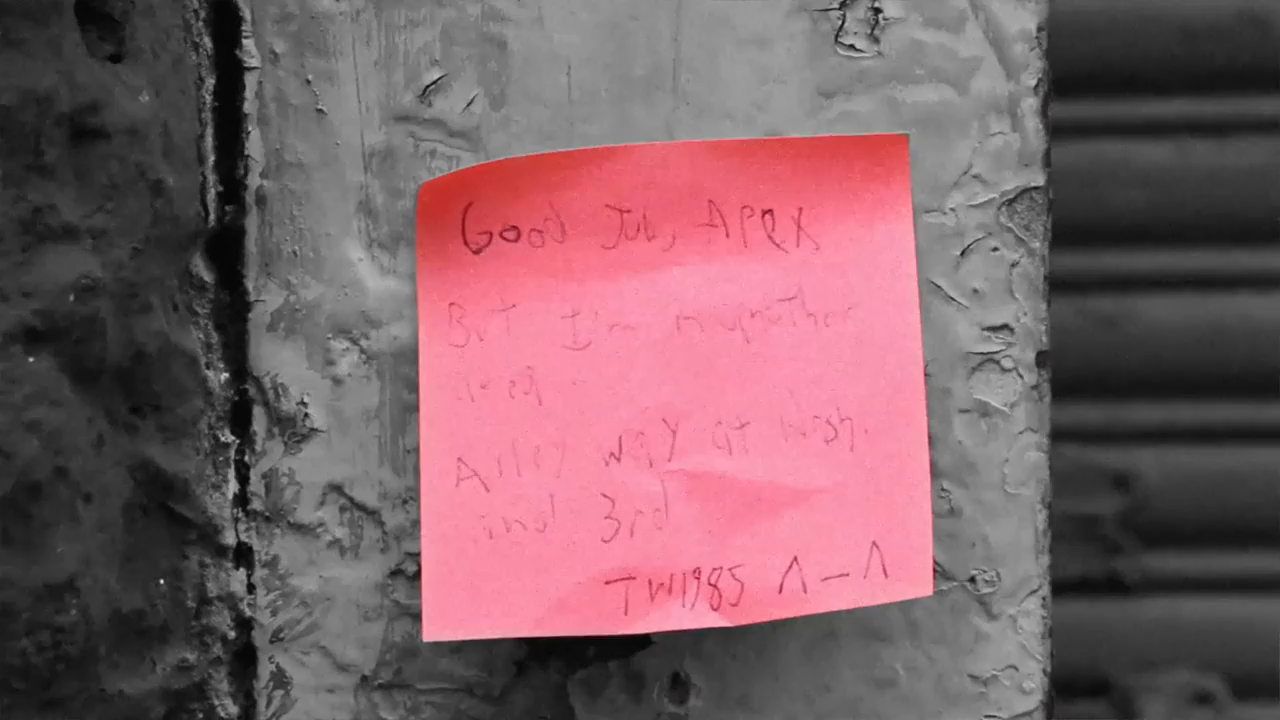 Good Job, Apex
But I'm in another
Alley way at Wash.
and 3rd
TW1985 ^-^